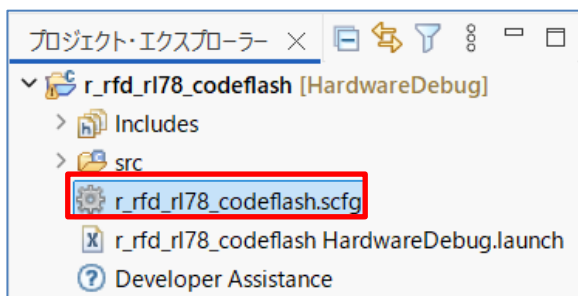 プロジェクト・エクスプローラー
r_rfd_rl78_codeflash [HardwareDebug]
Includes
src
r_rfd_rl78_codeflash.scfg
r_rfd_rl78_codeflash HardwareDebug.launch
Developer Assistance